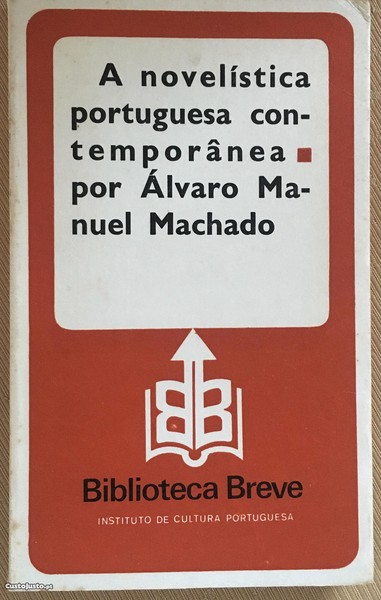 A novelística
portuguesa con-
temporânea ■
por Álvaro Ma-
nuel Machado
BB
Biblioteca Breve
INSTITUTO DE CULTURA PORTUGUESA
CustoJusto.pt